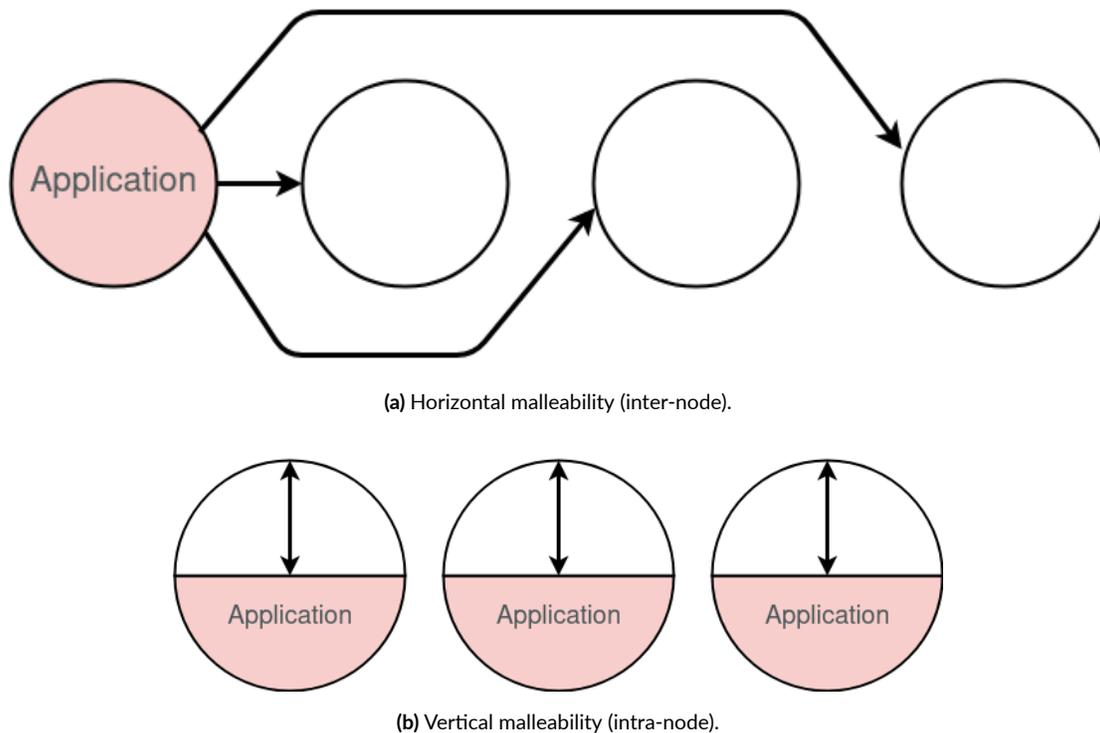 Application
(a) Horizontal malleability (inter-node).
Application Application Application
(b) Vertical malleability (intra-node).